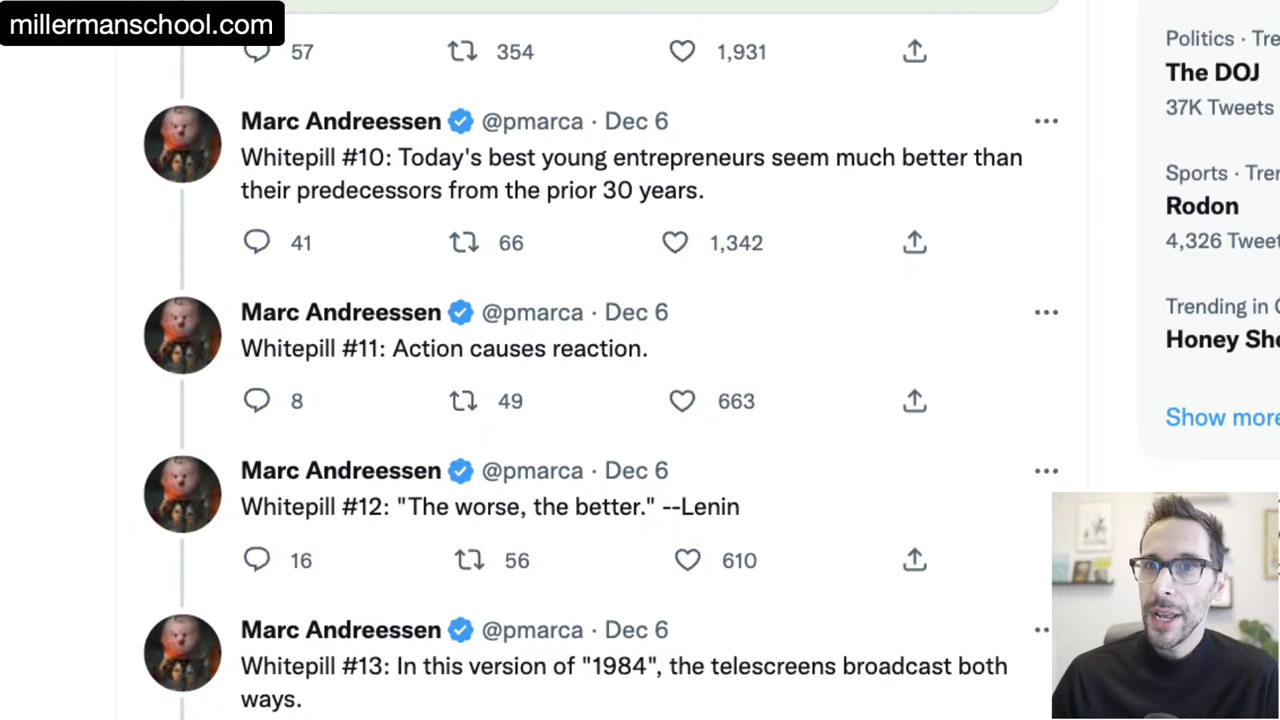 millermanschool.com
57 354 1,931
Marc Andreessen @pmarca · Dec 6
Whitepill #10: Today's best young entrepreneurs seem much better than
their predecessors from the prior 30 years.
41 66 1,342
Marc Andreessen @pmarca · Dec 6
Whitepill #11: Action causes reaction.
8 49 663
Marc Andreessen @pmarca · Dec 6
Whitepill #12: "The worse, the better." --Lenin
16 56 610
Marc Andreessen @pmarca · Dec 6
Whitepill #13: In this version of "1984", the telescreens broadcast both
ways.
Politics · Tre
The DOJ
37K Tweets
Sports · Tren
Rodon
4,326 Tweet
Trending in C
Honey She
Show more